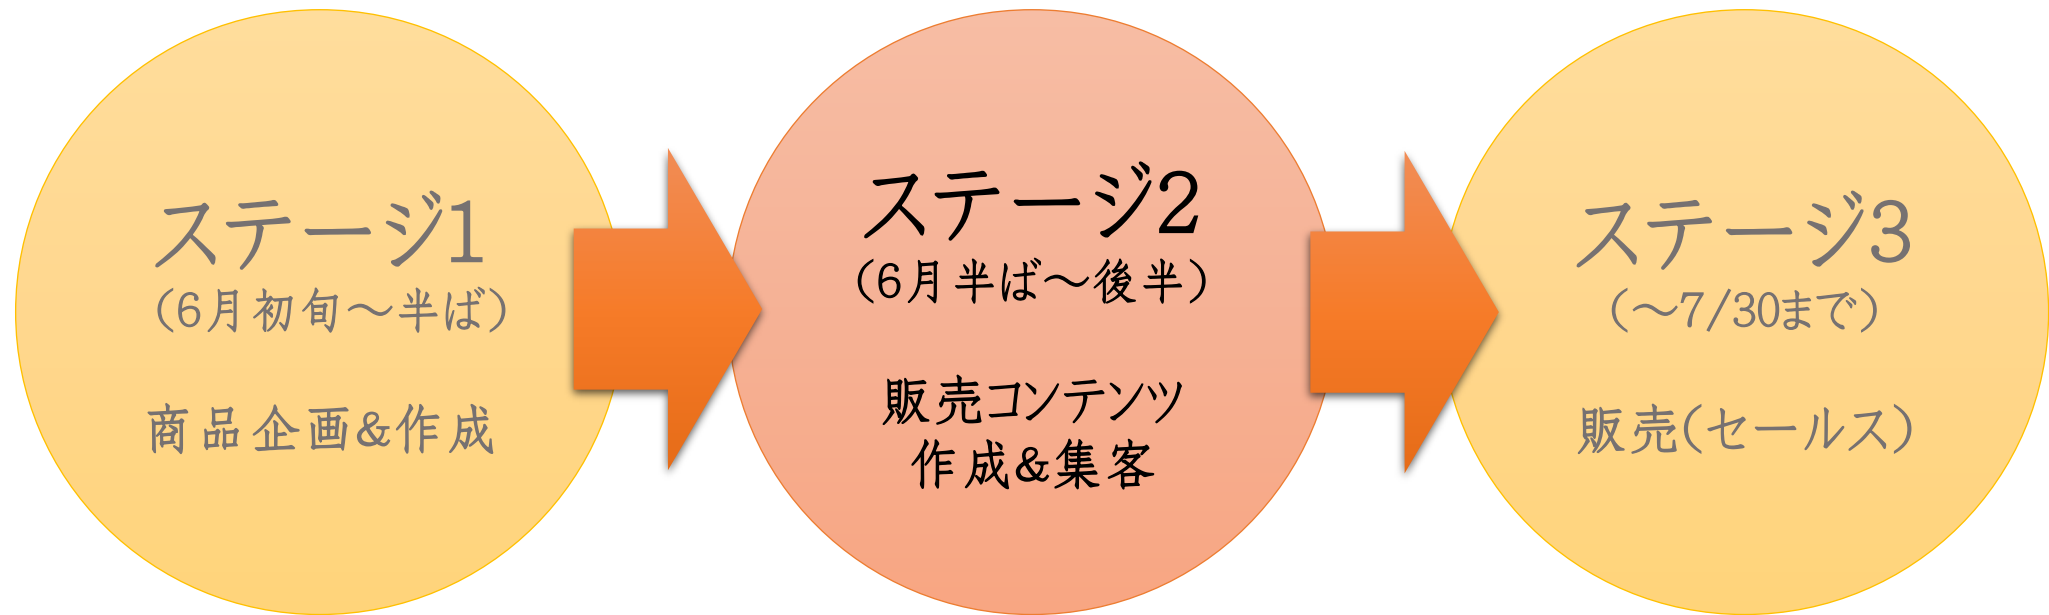 ステージ1
(6月初旬～半ば)
商品企画&作成
ステージ2
(6月半ば～後半)
販売コンテンツ
作成&集客
ステージ3
(～7/30まで)
販売(セールス)